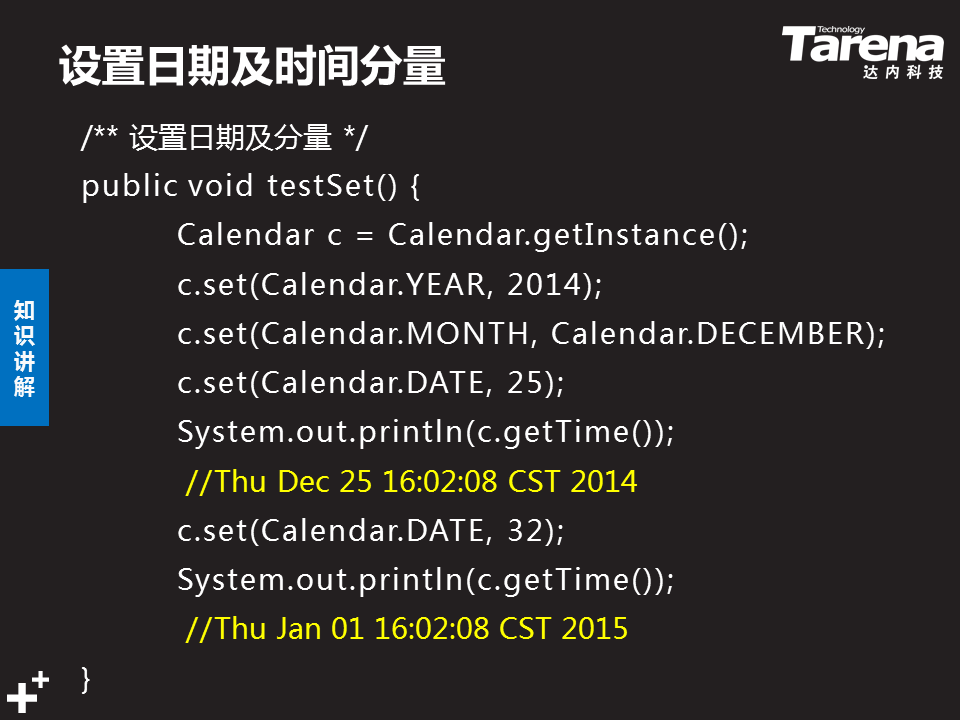 设置日期及时间分量
Technology
Tarena
达内科技
/** 设置日期及分量 */
public void testSet() {
Calendar c = Calendar.getInstance();
c.set(Calendar.YEAR, 2014);
c.set(Calendar.MONTH, Calendar.DECEMBER);
c.set(Calendar.DATE, 25);
System.out.println(c.getTime());
//Thu Dec 25 16:02:08 CST 2014
c.set(Calendar.DATE, 32);
System.out.println(c.getTime());
//Thu Jan 01 16:02:08 CST 2015
}
知
识
讲
解